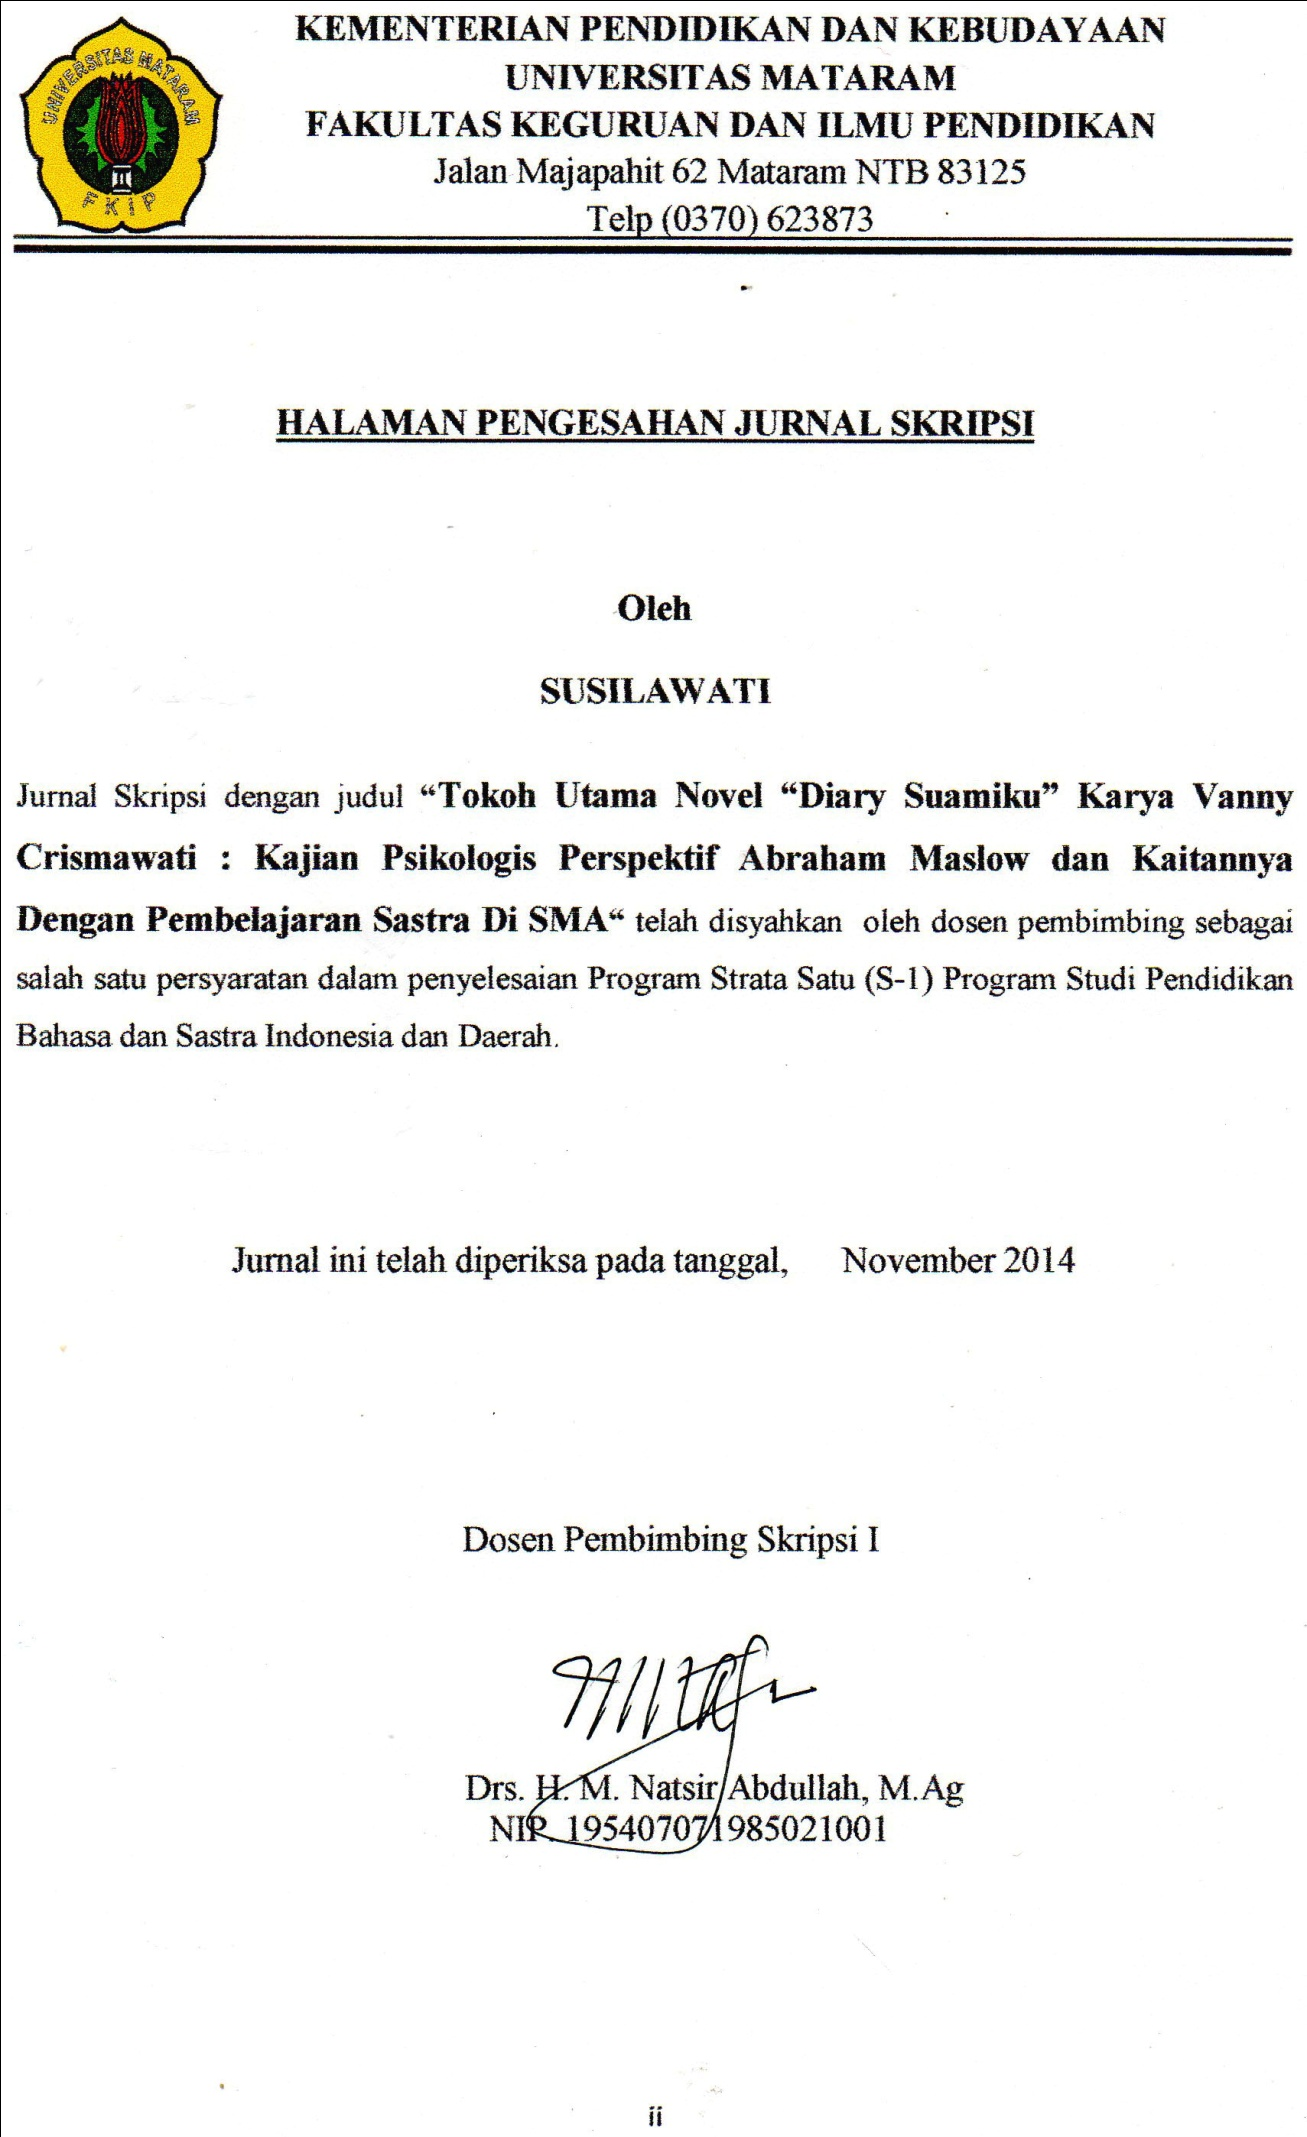 UNIVERSITAS MATARAM
FKIP
KEMENTERIAN PENDIDIKAN DAN KEBUDAYAAN
UNIVERSITAS MATARAM
FAKULTAS KEGURUAN DAN ILMU PENDIDIKAN
Jalan Majapahit 62 Mataram NTB 83125
Telp (0370) 623873
HALAMAN PENGESAHAN JURNAL SKRIPSI
Oleh
SUSILAWATI
Jurnal Skripsi dengan judul “Tokoh Utama Novel “Diary Suamiku” Karya Vanny
Crismawati : Kajian Psikologis Perspektif Abraham Maslow dan Kaitannya
Dengan Pembelajaran Sastra Di SMA“ telah disyahkan oleh dosen pembimbing sebagai
salah satu persyaratan dalam penyelesaian Program Strata Satu (S-1) Program Studi Pendidikan
Bahasa dan Sastra Indonesia dan Daerah.
Jurnal ini telah diperiksa pada tanggal, November 2014
Dosen Pembimbing Skripsi I
Drs. H. M. Natsir Abdullah, M.Ag
NIP. 195407071985021001
ii